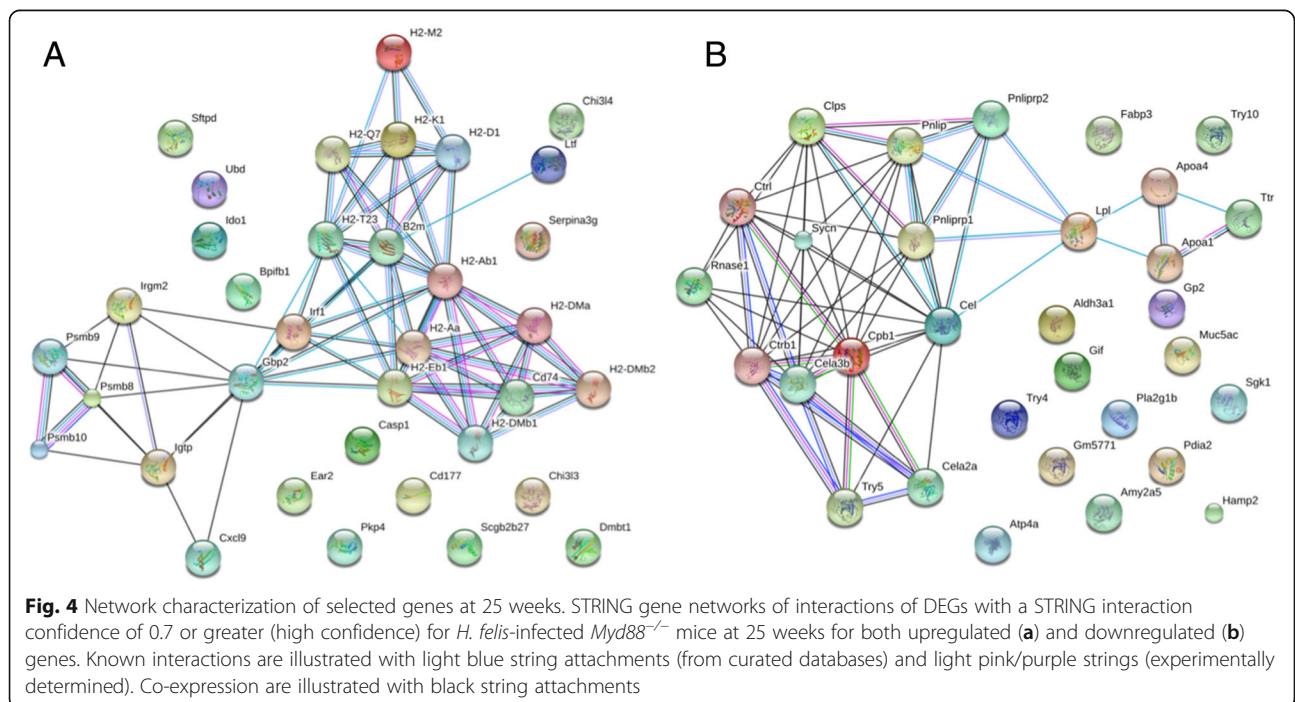 A
B
H2-M2
Chi3l4
Sftpd
H2-Q7
H2-K1
H2-D1
Ltf
Ubd
Ido1
H2-T23
B2m
Serpina3g
Bpifb1
H2-Ab1
Irgm2
Irf1
H2-DMa
Psmb9
Gbp2
H2-Aa
H2-Eb1
Cd74
H2-DMb2
Psmb8
Psmb10
Igtp
H2-DMb1
Casp1
Ear2
Cd177
Chi3l3
Cxcl9
Pkp4
Scgb2b27
Dmbt1
Clps
Pnlip
Pnliprp2
Fabp3
Try10
Ctrl
Apoa4
Ttr
Sycn
Pnliprp1
Lpl
Apoa1
Rnase1
Cel
Gp2
Aldh3a1
Muc5ac
Ctrb1
Cpb1
Cela3b
Gif
Sgk1
Try4
Pla2g1b
Gm5771
Pdia2
Try5
Cela2a
Amy2a5
Hamp2
Atp4a
Fig. 4 Network characterization of selected genes at 25 weeks. STRING gene networks of interactions of DEGs with a STRING interaction
confidence of 0.7 or greater (high confidence) for H. felis-infected Myd88−/− mice at 25 weeks for both upregulated (a) and downregulated (b)
genes. Known interactions are illustrated with light blue string attachments (from curated databases) and light pink/purple strings (experimentally
determined). Co-expression are illustrated with black string attachments